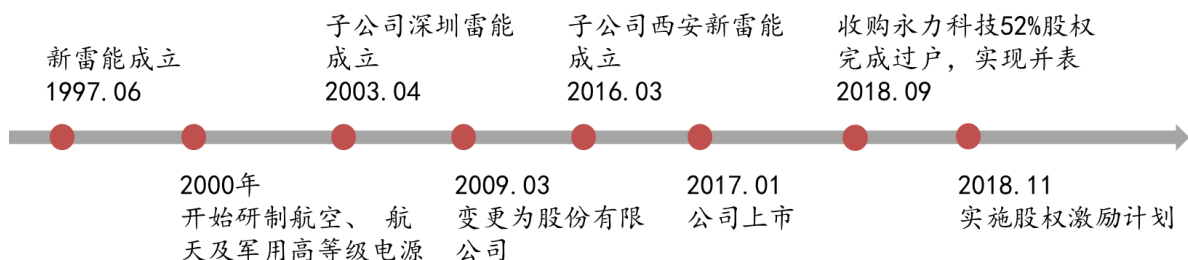 新雷能成立
1997.06
子公司深圳雷能
成立
2003.04
子公司西安新雷能
成立
2016.03
收购永力科技52%股权
完成过户，实现并表
2018.09
2000年
开始研制航空、 航
天及军用高等级电源
2009.03
变更为股份有限
公司
2017.01
公司上市
2018.11
实施股权激励计划